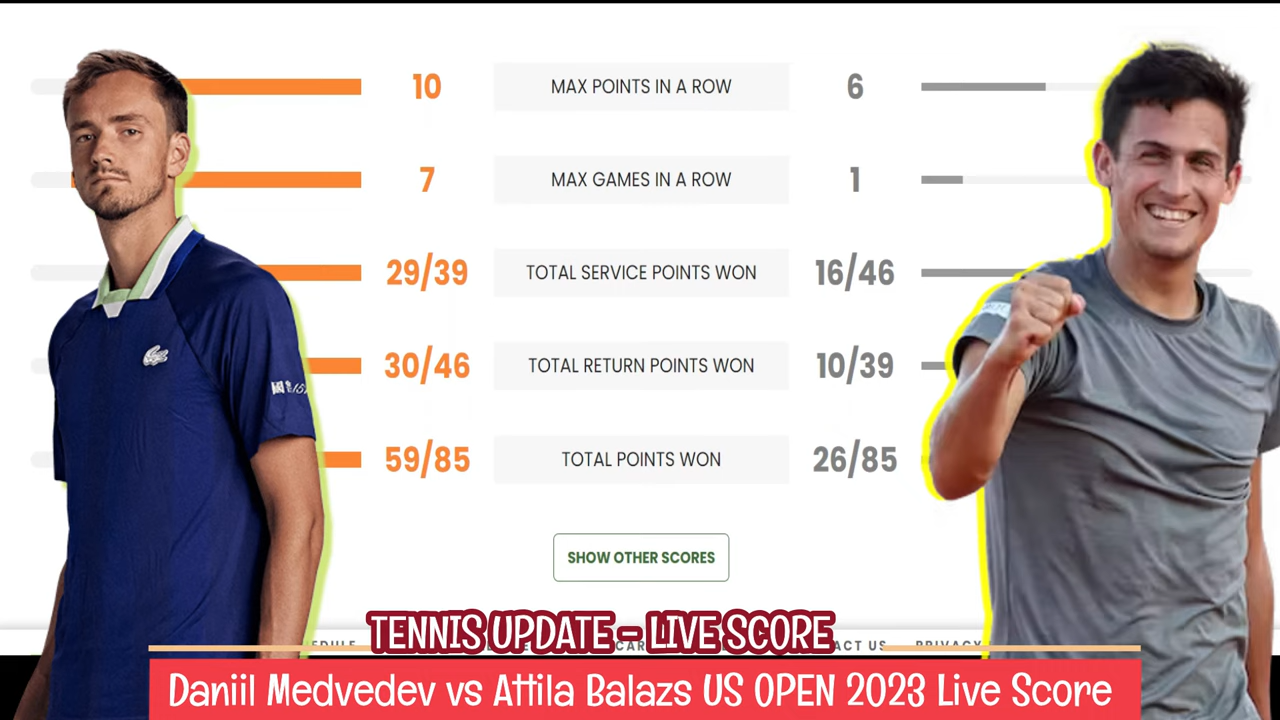 10 MAX POINTS IN A ROW 6
7 MAX GAMES IN A ROW 1
29/39 TOTAL SERVICE POINTS WON 16/46
30/46 TOTAL RETURN POINTS WON 10/39
59/85 TOTAL POINTS WON 26/85
SHOW OTHER SCORES
TENNIS UPDATE - LIVE SCORE
PRIVACY
Daniil Medvedev vs Attila Balazs US OPEN 2023 Live Score